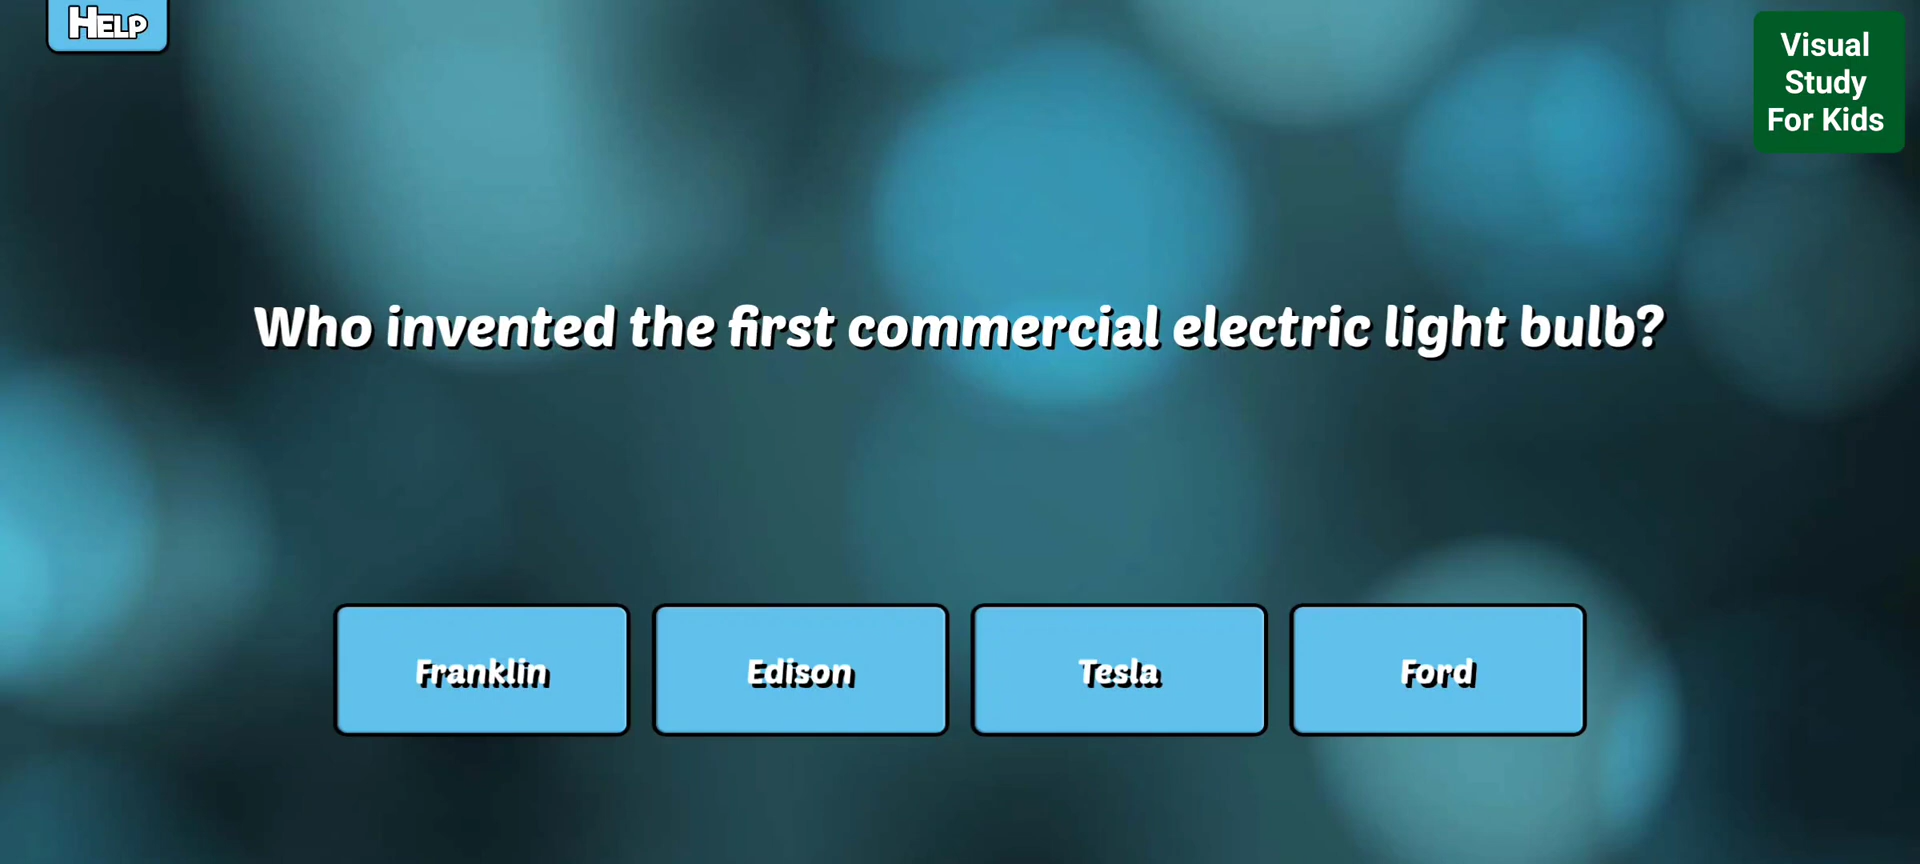 Help
Visual
Study
For Kids
Who invented the first commercial electric light bulb?
Franklin
Edison
Tesla
Ford